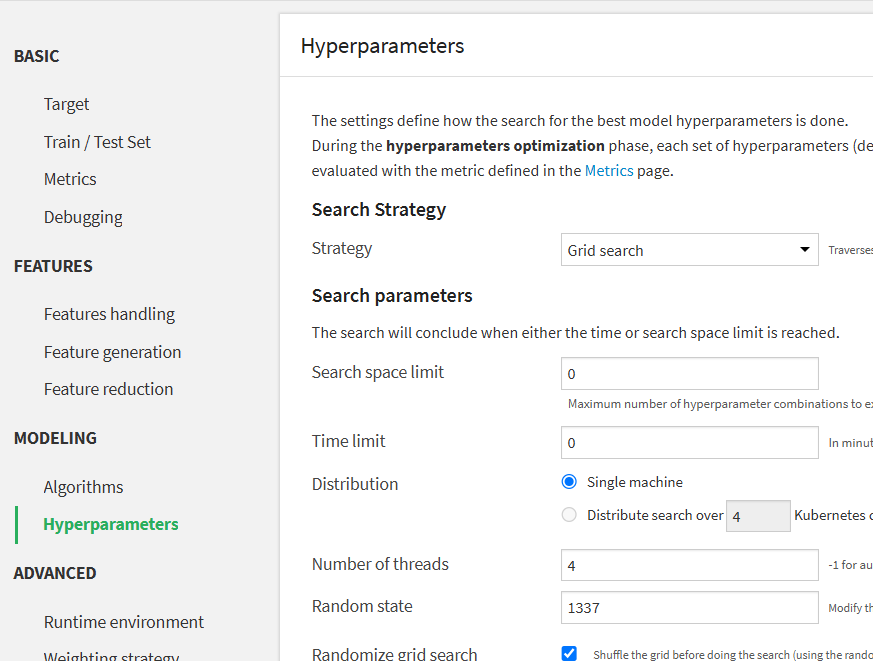 BASIC
Target
Train / Test Set
Metrics
Debugging
FEATURES
Features handling
Feature generation
Feature reduction
MODELING
Algorithms
Hyperparameters
ADVANCED
Runtime environment
Weighting strategy
Hyperparameters
The settings define how the search for the best model hyperparameters is done.
During the hyperparameters optimization phase, each set of hyperparameters (de
evaluated with the metric defined in the Metrics page.
Search Strategy
Strategy Grid search Traverses
Search parameters
The search will conclude when either the time or search space limit is reached.
Search space limit 0
Maximum number of hyperparameter combinations to ex
Time limit 0 In minut
Distribution Single machine
Distribute search over 4 Kubernetes c
Number of threads 4 -1 for au
Random state 1337 Modify th
Randomize grid search Shuffle the grid before doing the search (using the rando